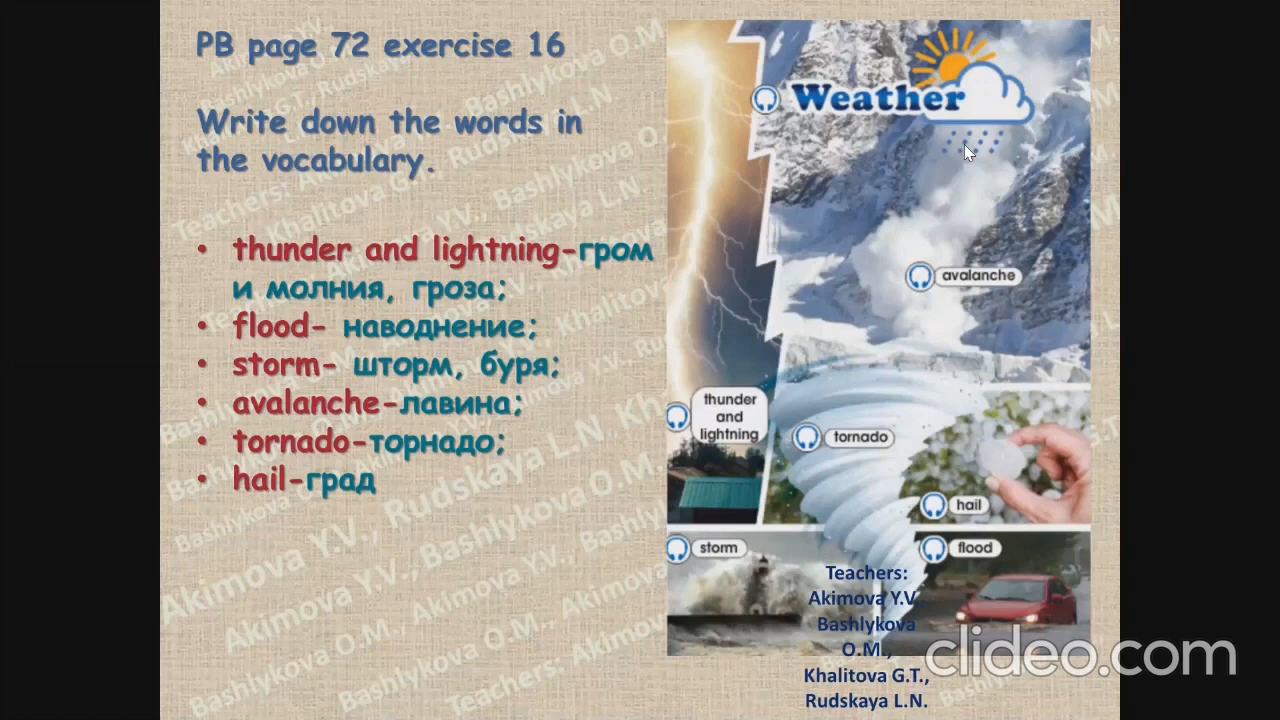 PB page 72 exercise 16
Write down the words in
the vocabulary.
• thunder and lightning-гром
и молния, гроза;
• flood- наводнение;
• storm- шторм, буря;
• avalanche-лавина;
• tornado-торнадо;
• hail-град
Weather
avalanche
thunder
and
lightning
tornado
hail
storm
flood
Teachers:
Akimova Y.V.,
Bashlykova
O.M.,
Khalitova G.T.,
Rudskaya L.N.
clideo.com